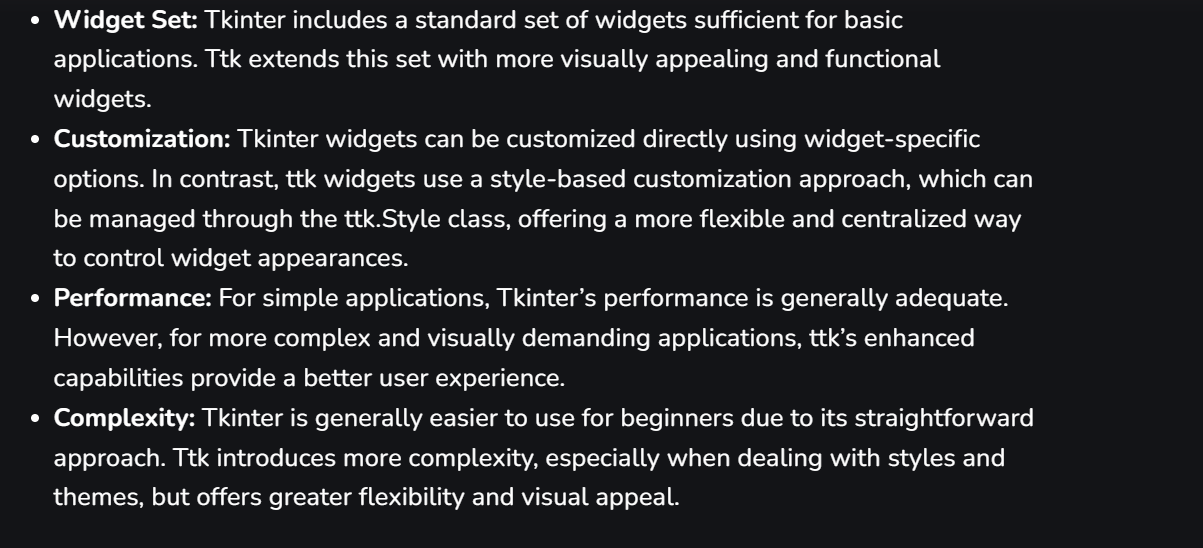 • Widget Set: Tkinter includes a standard set of widgets sufficient for basic
applications. Ttk extends this set with more visually appealing and functional
widgets.
• Customization: Tkinter widgets can be customized directly using widget-specific
options. In contrast, ttk widgets use a style-based customization approach, which can
be managed through the ttk.Style class, offering a more flexible and centralized way
to control widget appearances.
• Performance: For simple applications, Tkinter’s performance is generally adequate.
However, for more complex and visually demanding applications, ttk’s enhanced
capabilities provide a better user experience.
• Complexity: Tkinter is generally easier to use for beginners due to its straightforward
approach. Ttk introduces more complexity, especially when dealing with styles and
themes, but offers greater flexibility and visual appeal.